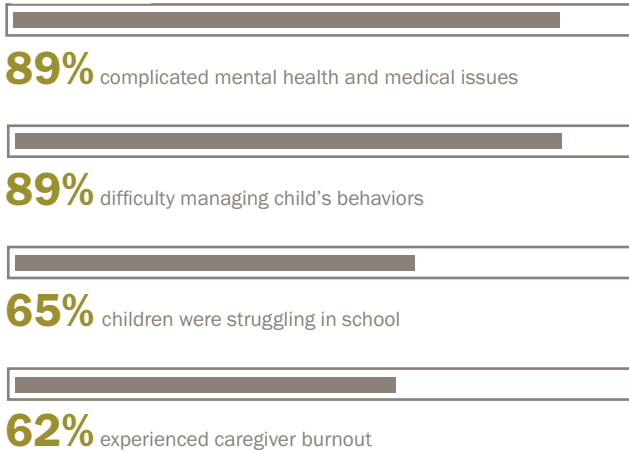 89% complicated mental health and medical issues
89% difficulty managing child's behaviors
65% children were struggling in school
62% experienced caregiver burnout